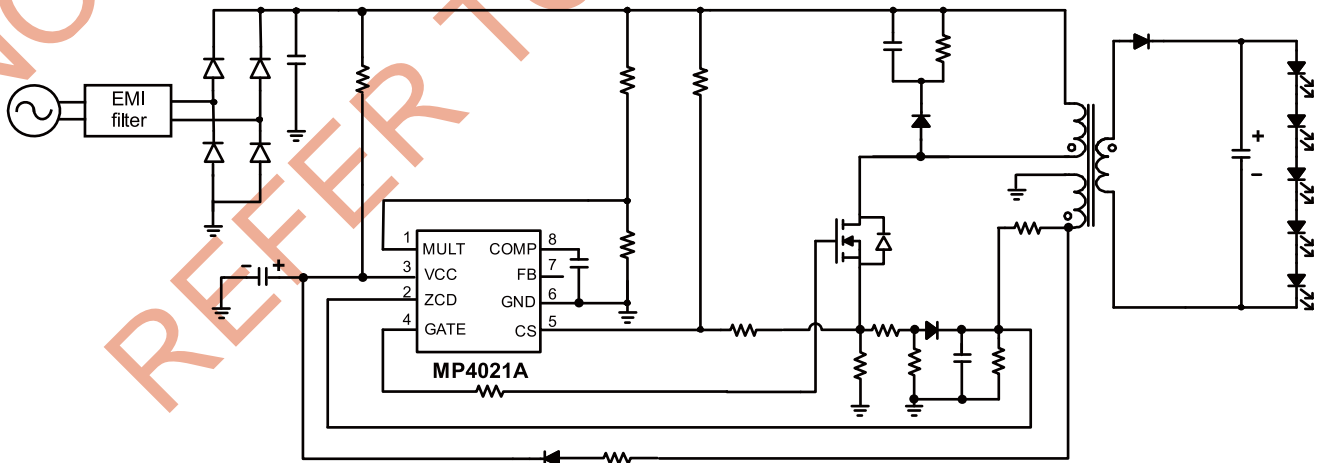 NO
REFER TO
EMI
filter
1 MULT COMP 8
3 VCC FB 7
2 ZCD GND 6
4 GATE CS 5
MP4021A
- +
+
-